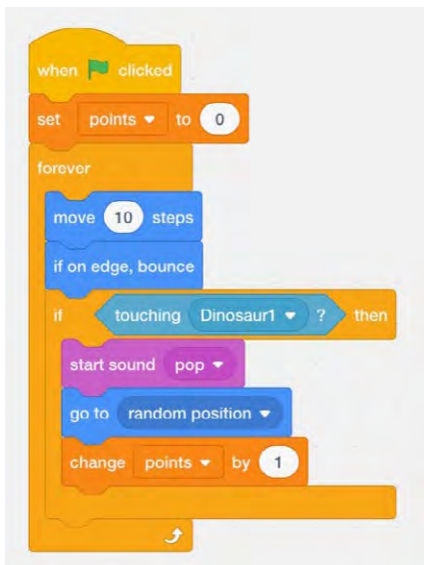 when clicked
set points to 0
forever
move 10 steps
if on edge, bounce
if touching Dinosaur1 ? then
start sound pop
go to random position
change points by 1